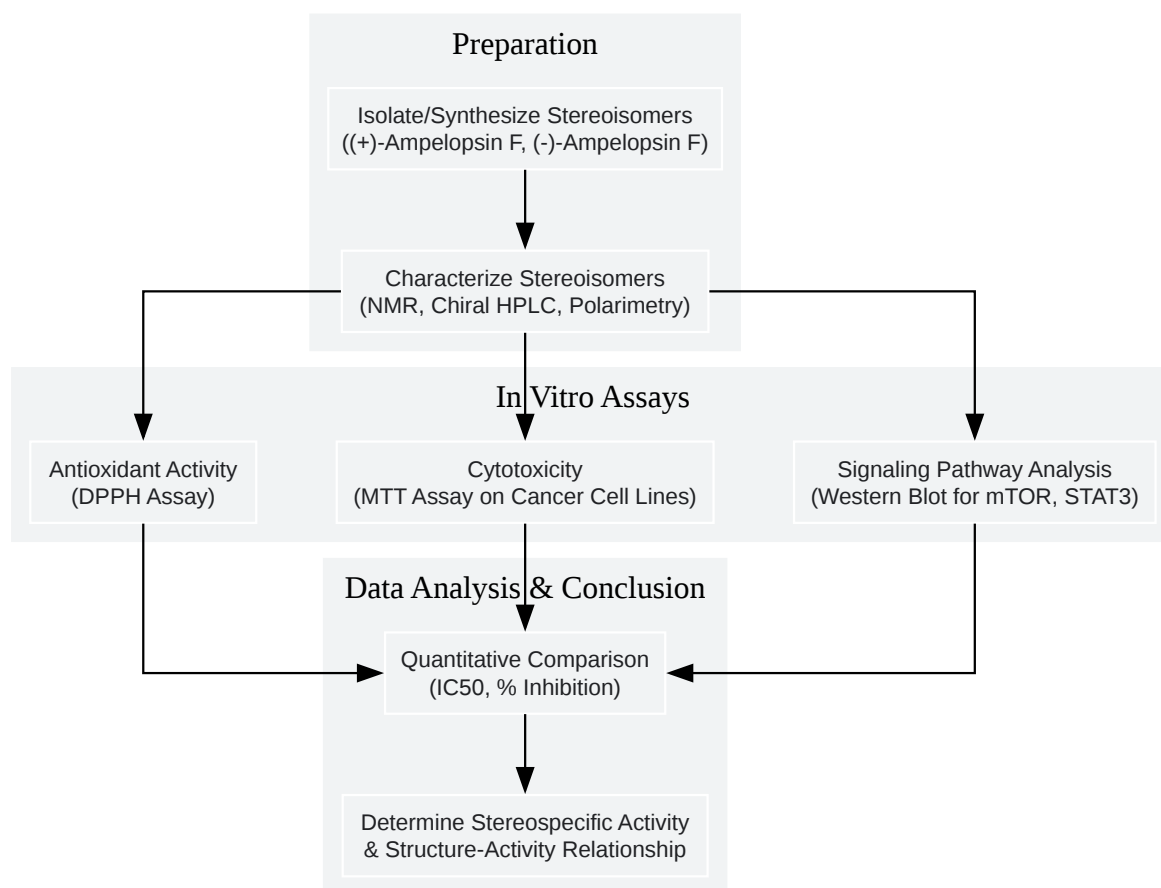 Preparation
Isolate/Synthesize Stereoisomers
((+)-Ampelopsin F, (-)-Ampelopsin F)
Characterize Stereoisomers
(NMR, Chiral HPLC, Polarimetry)
In Vitro Assays
Antioxidant Activity
(DPPH Assay)
Cytotoxicity
(MTT Assay on Cancer Cell Lines)
Signaling Pathway Analysis
(Western Blot for mTOR, STAT3)
Data Analysis & Conclusion
Quantitative Comparison
(IC50, % Inhibition)
Determine Stereospecific Activity
& Structure-Activity Relationship